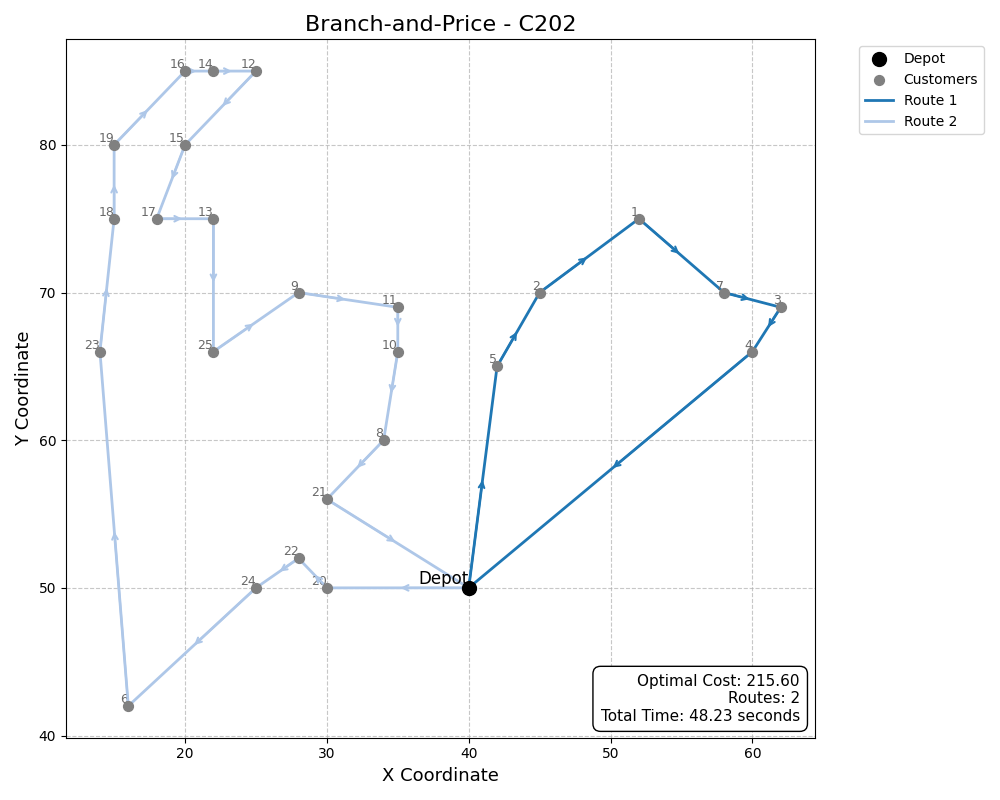 Branch-and-Price - C202
Depot
Customers
Route 1
Route 2
16 14 12
19 15
80
18 17 13 1
9 2 7 3
70
11
23 25 10 4
5
8
60
21
22
Depot
24 20
50
6
Optimal Cost: 215.60
Routes: 2
Total Time: 48.23 seconds
40
20 30 40 50 60
X Coordinate
Y Coordinate